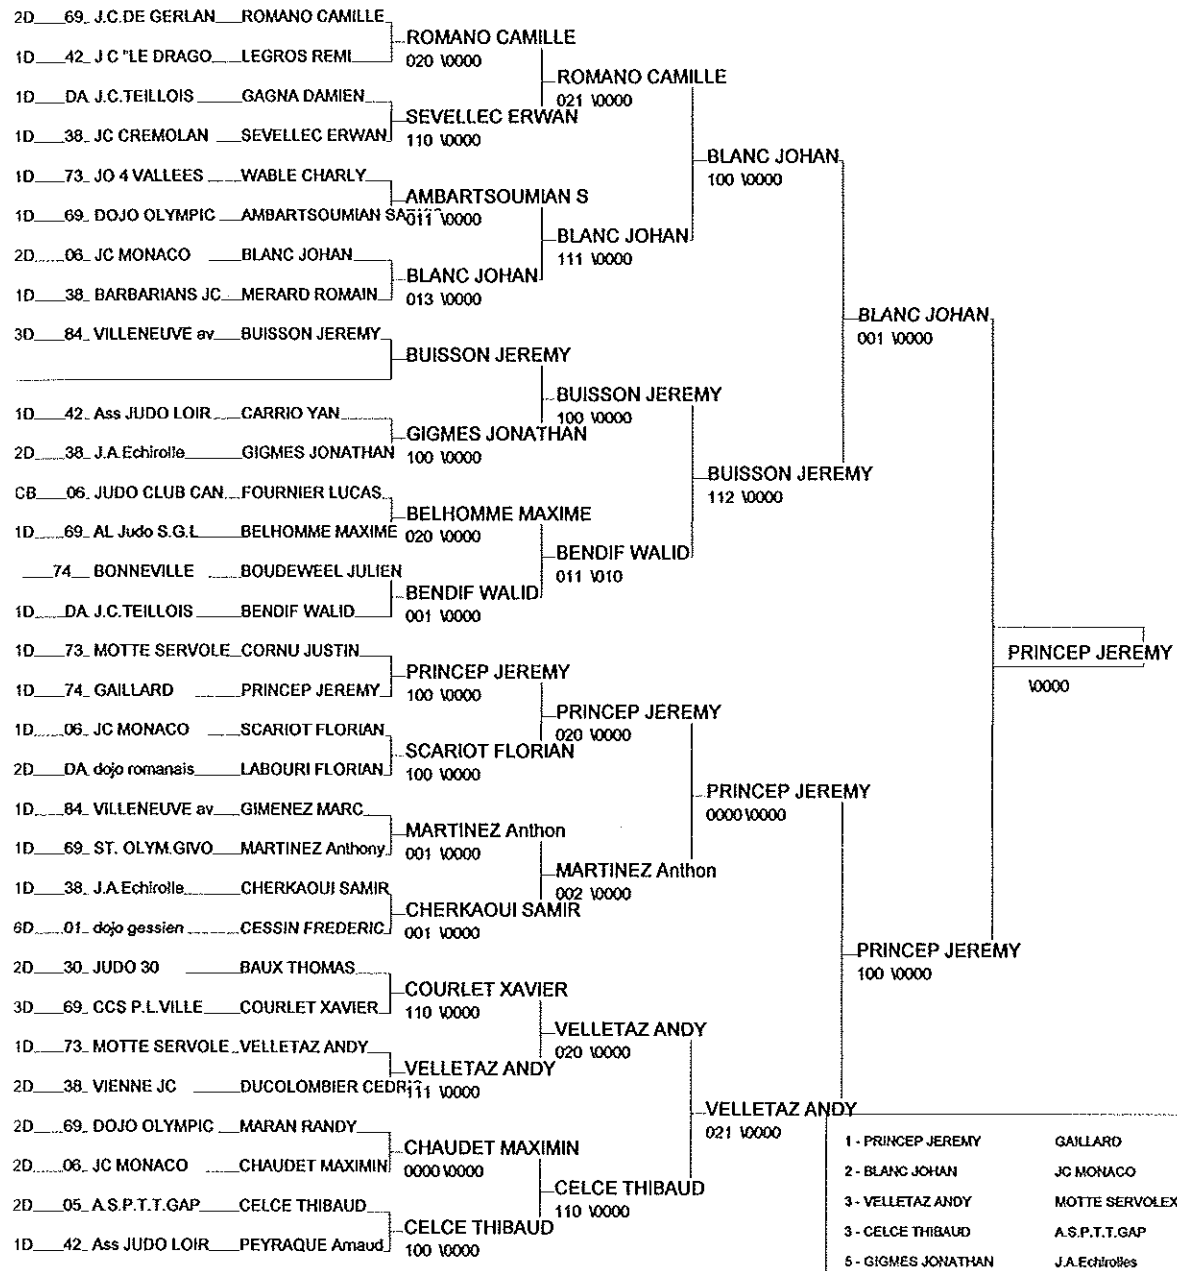 2D 69 J.C.DE GERLAN ROMANO CAMILLE
ROMANO CAMILLE
020 \0000
1D 42 J C "LE DRAGO LEGROS REMI
ROMANO CAMILLE
021 \0000
1D DA J.C.TEILLOIS GAGNA DAMIEN
SEVELLEC ERWAN
110 \0000
1D 38 JC CREMOLAN SEVELLEC ERWAN
BLANC JOHAN
100 \0000
1D 73 JO 4 VALLEES WABLE CHARLY
AMBARTSOUMIAN S
011 \0000
1D 69 DOJO OLYMPIC AMBARTSOUMIAN
BLANC JOHAN
111 \0000
2D 06 JC MONACO BLANC JOHAN
BLANC JOHAN
013 \0000
1D 38 BARBARIANS JC MERARD ROMAIN
BLANC JOHAN
001 \0000
3D 84 VILLENEUVE av BUISSON JEREMY
BUISSON JEREMY
BUISSON JEREMY
100 \0000
1D 42 Ass JUDO LOIR CARRIO YAN
GIGMES JONATHAN
100 \0000
2D 38 J.A.Echirolle GIGMES JONATHAN
BUISSON JEREMY
112 \0000
CB 06 JUDO CLUB CAN FOURNIER LUCAS
BELHOMME MAXIME
020 \0000
1D 69 AL Judo S.G.L BELHOMME MAXIME
BENDIF WALID
011 \010
74 BONNEVILLE BOUDEWEEL JULIEN
BENDIF WALID
001 \0000
1D DA J.C.TEILLOIS BENDIF WALID
PRINCEP JEREMY
\0000
1D 73 MOTTE SERVOLE CORNU JUSTIN
PRINCEP JEREMY
100 \0000
1D 74 GAILLARD PRINCEP JEREMY
PRINCEP JEREMY
020 \0000
1D 06 JC MONACO SCARIOT FLORIAN
SCARIOT FLORIAN
100 \0000
2D DA dojo romanais LABOURI FLORIAN
PRINCEP JEREMY
0000 \0000
1D 84 VILLENEUVE av GIMENEZ MARC
MARTINEZ Anthon
001 \0000
1D 69 ST. OLYM.GIVO MARTINEZ Anthony
MARTINEZ Anthon
002 \0000
1D 38 J.A.Echirolle CHERKAOUI SAMIR
CHERKAOUI SAMIR
001 \0000
6D 01 dojo gessien CESSIN FREDERIC
PRINCEP JEREMY
100 \0000
2D 30 JUDO 30 BAUX THOMAS
COURLET XAVIER
110 \0000
3D 69 CCS P.L.VILLE COURLET XAVIER
VELLETAZ ANDY
020 \0000
1D 73 MOTTE SERVOLE VELLETAZ ANDY
VELLETAZ ANDY
111 \0000
2D 38 VIENNE JC DUCOLOMBIER
VELLETAZ ANDY
021 \0000
2D 69 DOJO OLYMPIC MARAN RANDY
CHAUDET MAXIMIN
0000 \0000
2D 06 JC MONACO CHAUDET MAXIMIN
CELCE THIBAUD
110 \0000
2D 05 A.S.P.T.T.GAP CELCE THIBAUD
CELCE THIBAUD
100 \0000
1D 42 Ass JUDO LOIR PEYRAQUE Arnaud
1 - PRINCEP JEREMY GAILLARD
2 - BLANC JOHAN JC MONACO
3 - VELLETAZ ANDY MOTTE SERVOLEX
3 - CELCE THIBAUD A.S.P.T.T.GAP
5 - GIGMES JONATHAN J.A.Echirolles